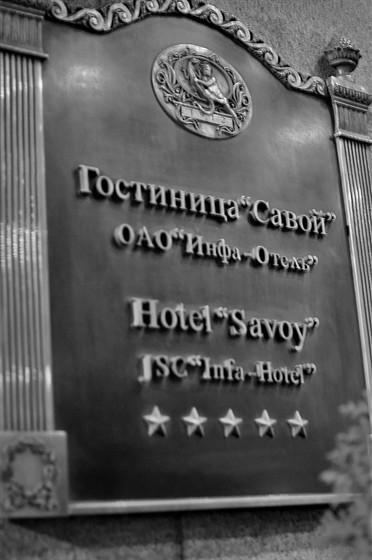 Гостиница "Савой"
ОАО "Инфа-Отель"
Hotel "Savoy"
JSC "Infa-Hotel"